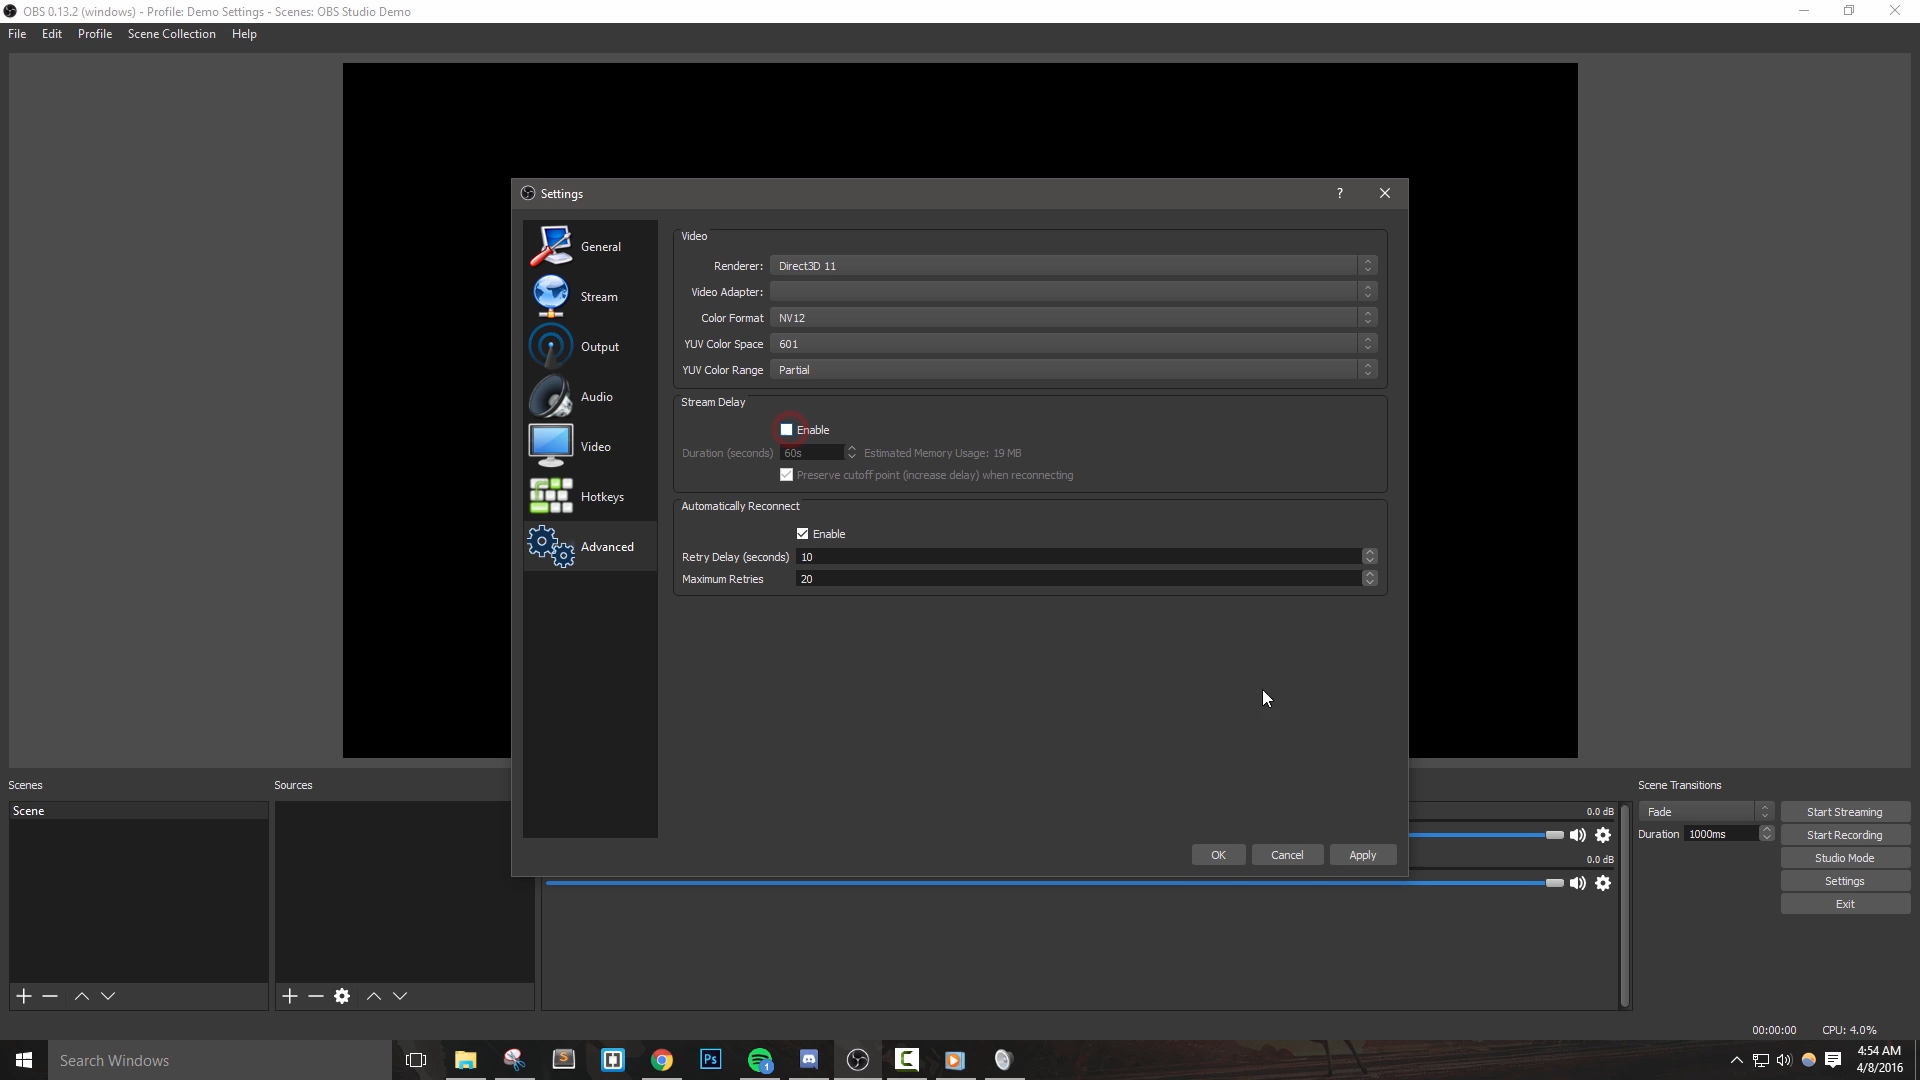 OBS 0.13.2 (windows) - Profile: Demo Settings - Scenes: OBS Studio Demo
File Edit Profile Scene Collection Help
Settings ?
General
Stream
Output
Audio
Video
Hotkeys
Advanced
Video
Renderer: Direct3D 11
Video Adapter:
Color Format NV12
YUV Color Space 601
YUV Color Range Partial
Stream Delay
Enable
Duration (seconds) 60s Estimated Memory Usage: 19 MB
Preserve cutoff point (increase delay) when reconnecting
Automatically Reconnect
Enable
Retry Delay (seconds) 10
Maximum Retries 20
OK Cancel Apply
Scenes
Scene
Sources
0.0 dB
0.0 dB
Scene Transitions
Fade
Duration 1000ms
Start Streaming
Start Recording
Studio Mode
Settings
Exit
00:00:00 CPU: 4.0%
Search Windows
S
Ps
1
C
4:54 AM
4/8/2016